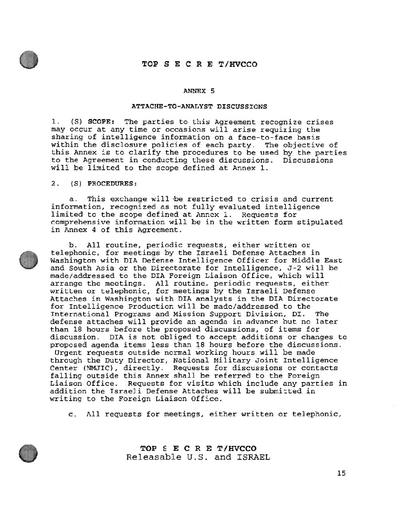 TOP S E C R E T/HVCCO
ANNEX 5
ATTACHE-TO-ANALYST DISCUSSIONS
1. (S) SCOPE: The parties to this Agreement recognize crises
may occur at any time or occasions will arise requiring the
sharing of intelligence information on a face-to-face basis
within the disclosure policies of each party. The objective of
this Annex is to clarify the procedures to be used by the parties
to the Agreement in conducting these discussions. Discussions
will be limited to the scope defined at Annex 1.
2. (S) PROCEDURES:
a. This exchange will be restricted to crisis and current
information, recognized as not fully evaluated intelligence
limited to the scope defined at Annex 1. Requests for
comprehensive information will be in the written form stipulated
in Annex 4 of this Agreement.
b. All routine, periodic requests, either written or
telephonic, for meetings by the Israeli Defense Attaches in
Washington with DIA Defense Intelligence Officer for Middle East
and South Asia or the Directorate for Intelligence, J-2 will be
made/addressed to the DIA Foreign Liaison Office, which will
arrange the meetings. All routine, periodic requests, either
written or telephonic, for meetings by the Israeli Defense
Attaches in Washington with DIA analysts in the DIA Directorate
for Intelligence Production will be made/addressed to the
International Programs and Mission Support Division, DI. The
defense attaches will provide an agenda in advance but no later
than 18 hours before the proposed discussions, of items for
discussion. DIA is not obliged to accept additions or changes to
proposed agenda items less than 18 hours before the discussions.
Urgent requests outside normal working hours will be made
through the Duty Director, National Military Joint Intelligence
Center (NMJIC), directly. Requests for discussions or contacts
falling outside this Annex shall be referred to the Foreign
Liaison Office. Requests for visits which include any parties in
addition the Israeli Defense Attaches will be submitted in
writing to the Foreign Liaison Office.
c. All requests for meetings, either written or telephonic,
TOP S E C R E T/HVCCO
Releasable U.S. and ISRAEL
15